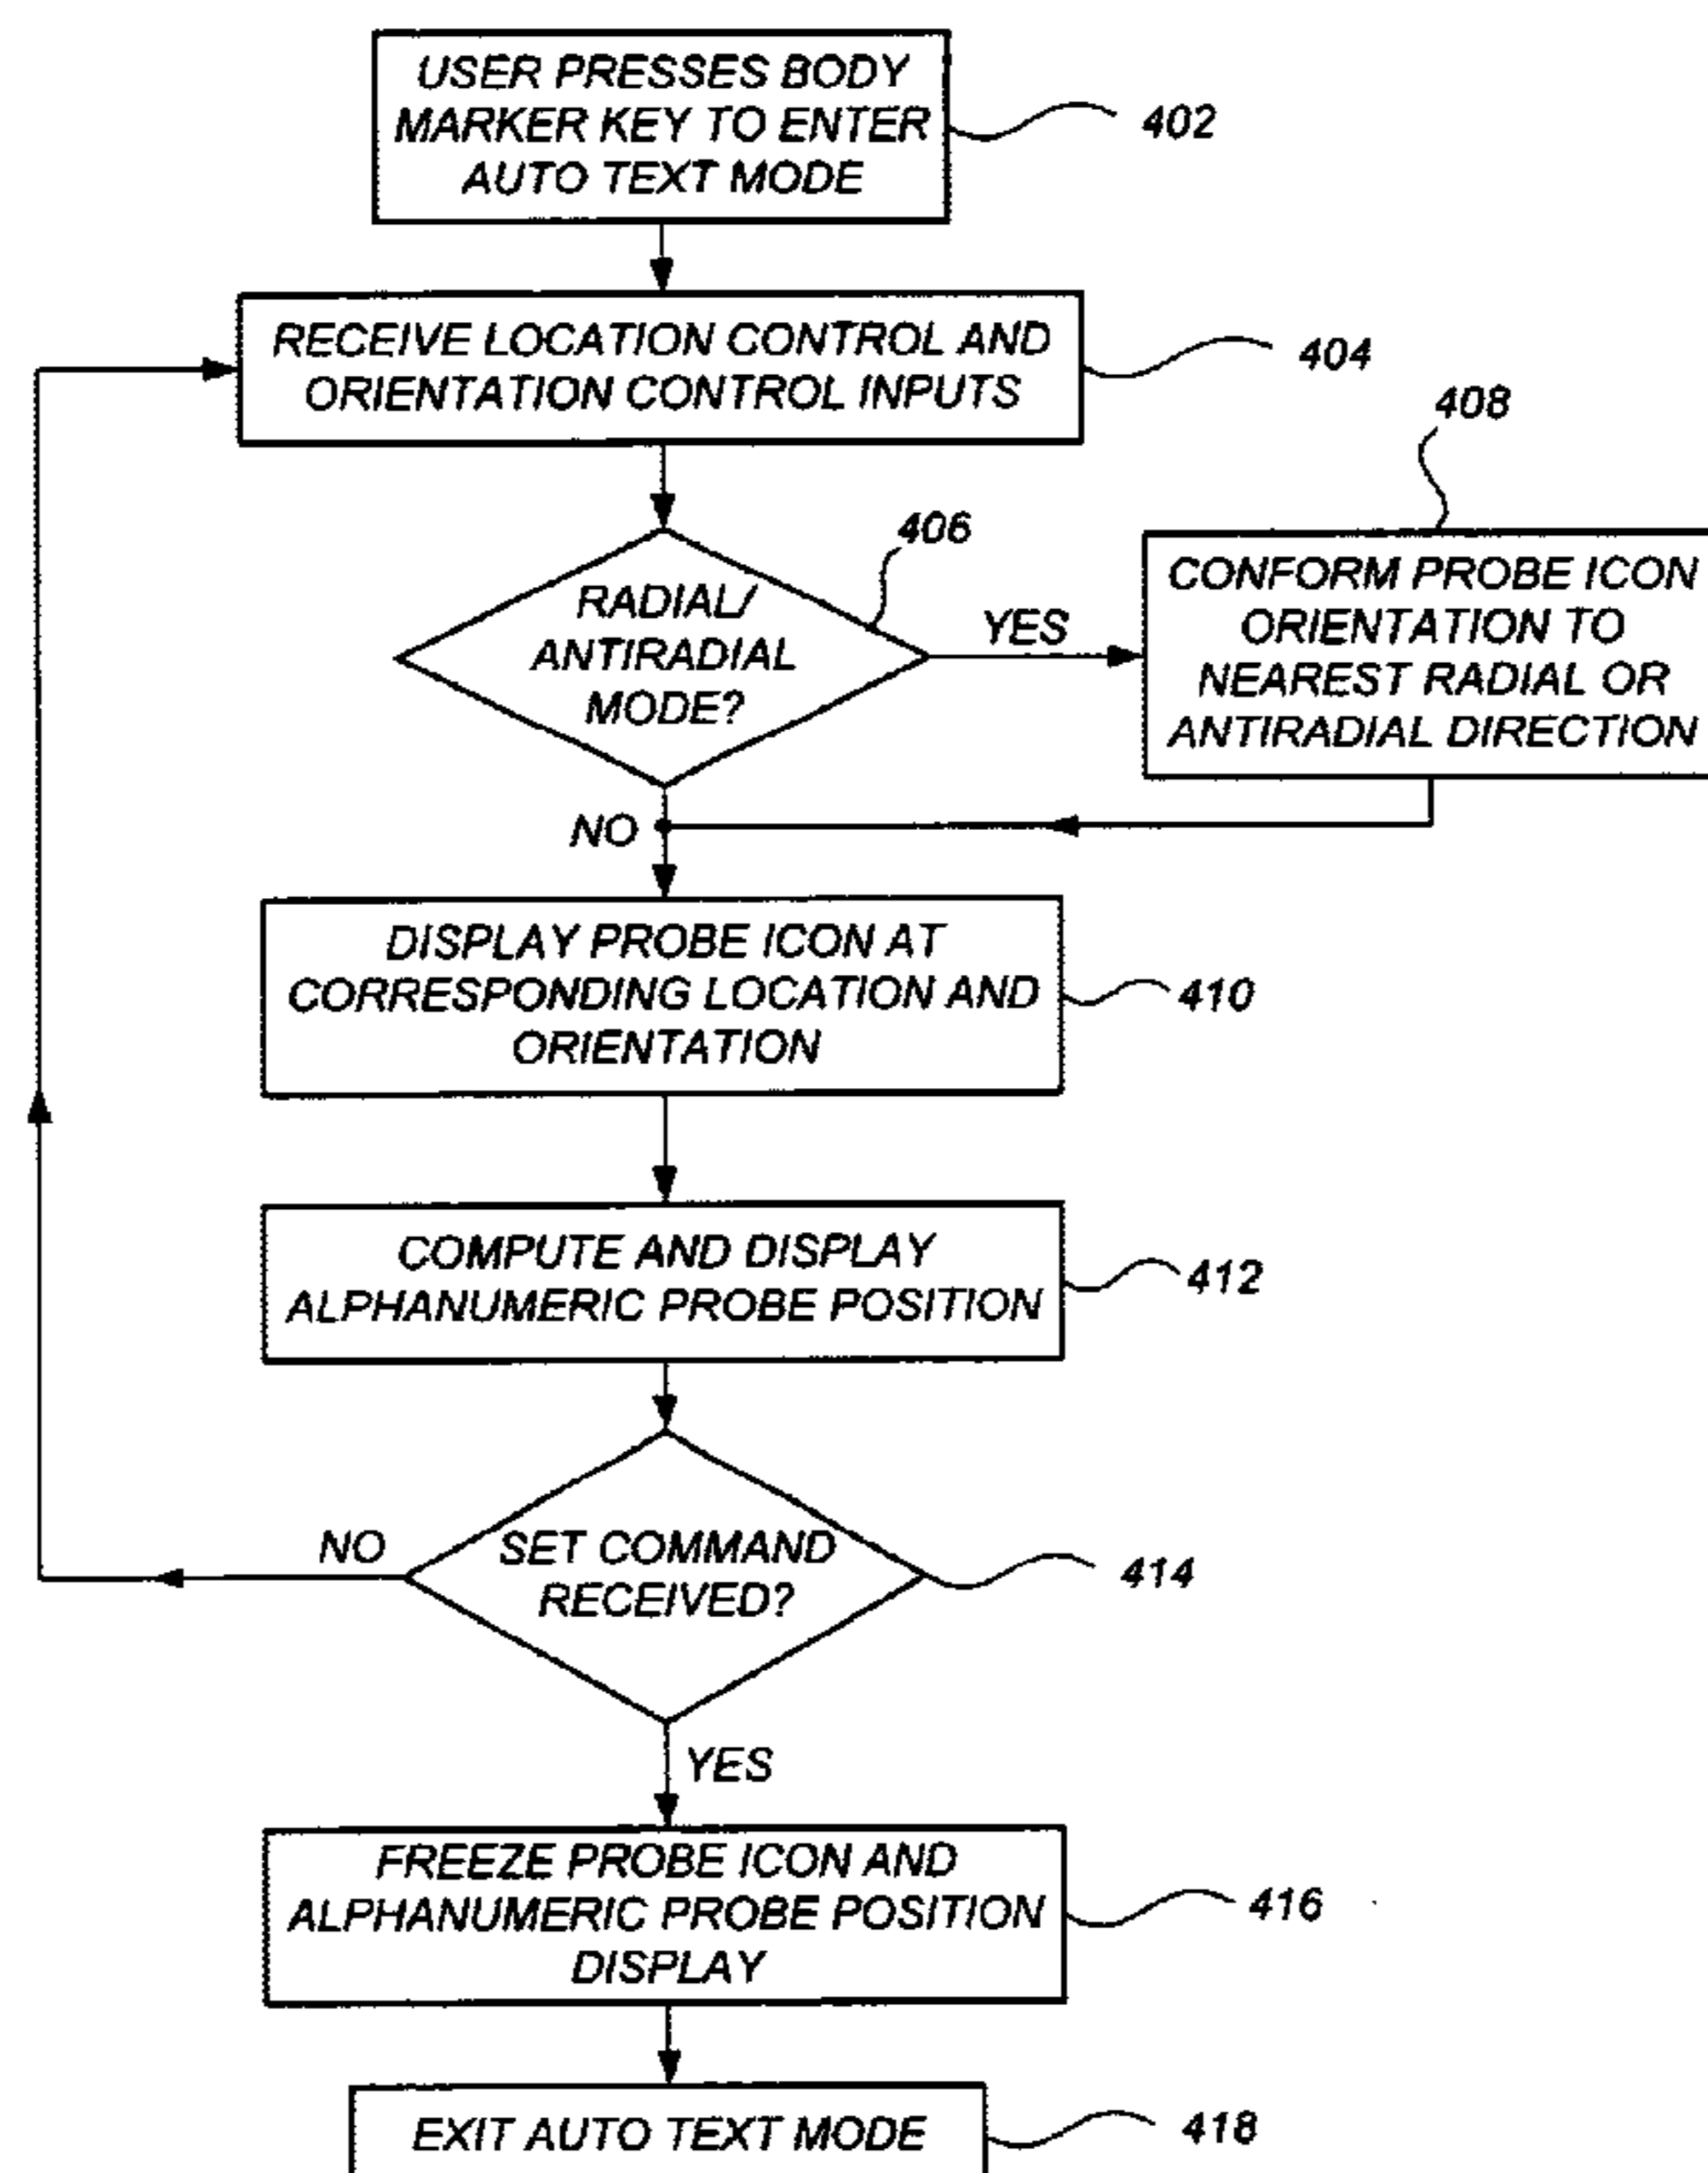 USER PRESSES BODY
MARKER KEY TO ENTER
AUTO TEXT MODE
402
RECEIVE LOCATION CONTROL AND
ORIENTATION CONTROL INPUTS
404
408
406
RADIAL/
ANTIRADIAL
MODE?
YES
CONFORM PROBE ICON
ORIENTATION TO
NEAREST RADIAL OR
ANTIRADIAL DIRECTION
NO
DISPLAY PROBE ICON AT
CORRESPONDING LOCATION AND
ORIENTATION
410
COMPUTE AND DISPLAY
ALPHANUMERIC PROBE POSITION
412
NO
SET COMMAND
RECEIVED?
414
YES
FREEZE PROBE ICON AND
ALPHANUMERIC PROBE POSITION
DISPLAY
416
EXIT AUTO TEXT MODE
418